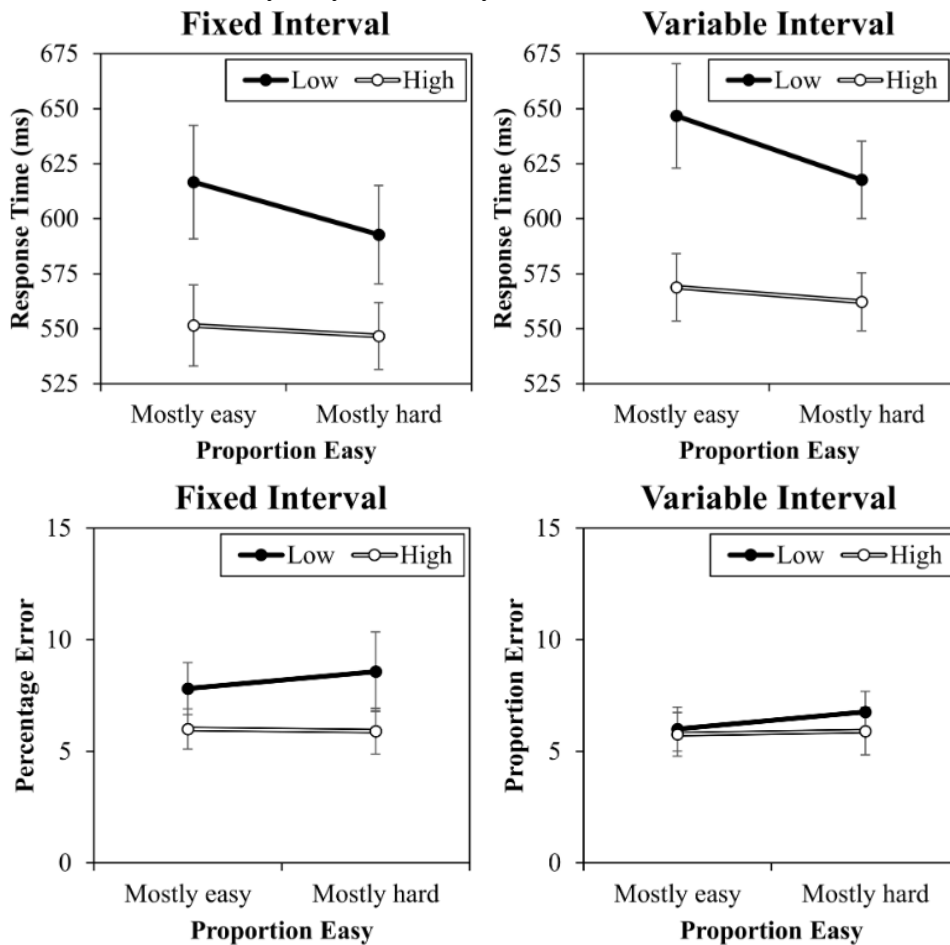 Fixed Interval
675
650
625
600
575
550
525
Response Time (ms)
Low High
Mostly easy Mostly hard
Proportion Easy
Variable Interval
675
650
625
600
575
550
525
Response Time (ms)
Low High
Mostly easy Mostly hard
Proportion Easy
Fixed Interval
15
10
5
0
Percentage Error
Low High
Mostly easy Mostly hard
Proportion Easy
Variable Interval
15
10
5
0
Proportion Error
Low High
Mostly easy Mostly hard
Proportion Easy